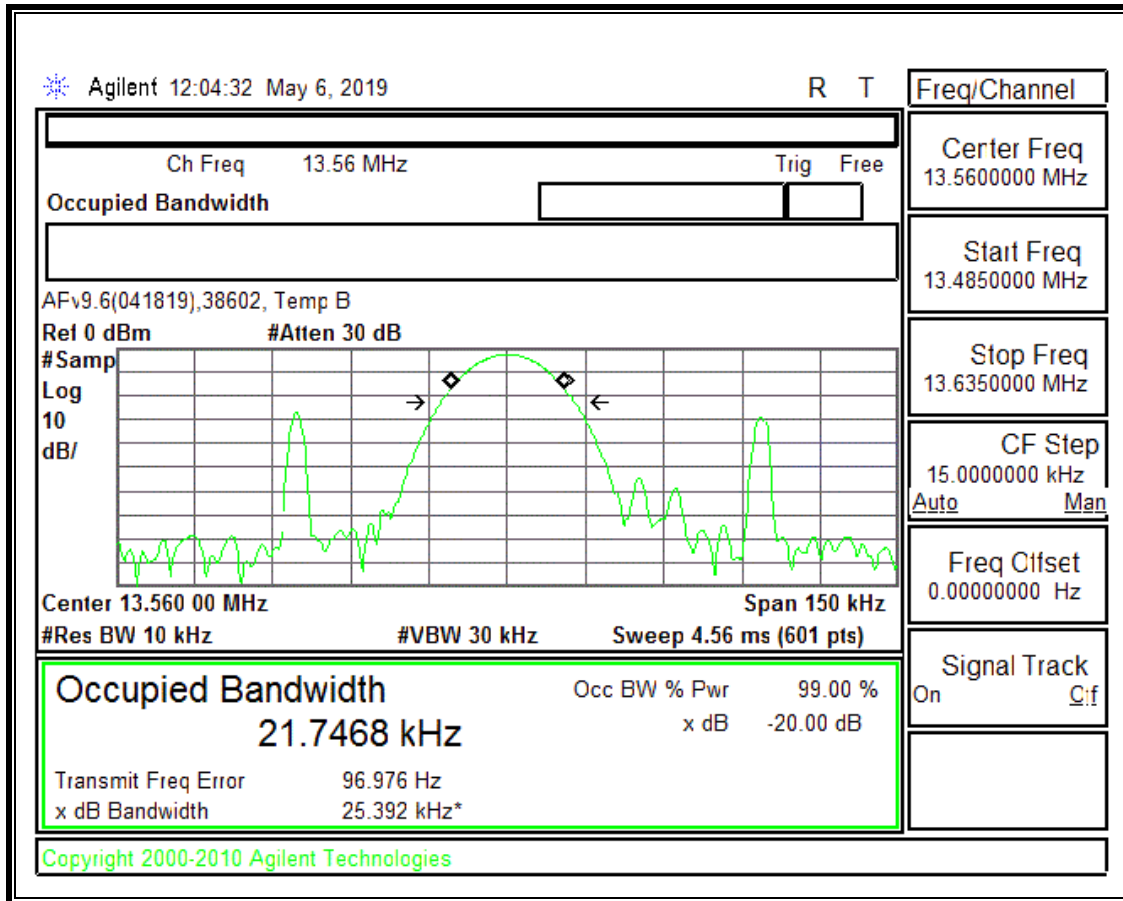 Agilent 12:04:32 May 6, 2019 R T
Freq/Channel
Ch Freq 13.56 MHz Trig Free
Occupied Bandwidth
AFv9.6(041819),38602, Temp B
Ref 0 dBm #Atten 30 dB
#Samp
Log
10
dB/
Center 13.560 00 MHz Span 150 kHz
#Res BW 10 kHz #VBW 30 kHz Sweep 4.56 ms (601 pts)
Occupied Bandwidth
21.7468 kHz
Occ BW % Pwr 99.00 %
x dB -20.00 dB
Transmit Freq Error 96.976 Hz
x dB Bandwidth 25.392 kHz*
Center Freq
13.5600000 MHz
Start Freq
13.4850000 MHz
Stop Freq
13.6350000 MHz
CF Step
15.0000000 kHz
Auto Man
Freq Offset
0.00000000 Hz
Signal Track
On Off
Copyright 2000-2010 Agilent Technologies